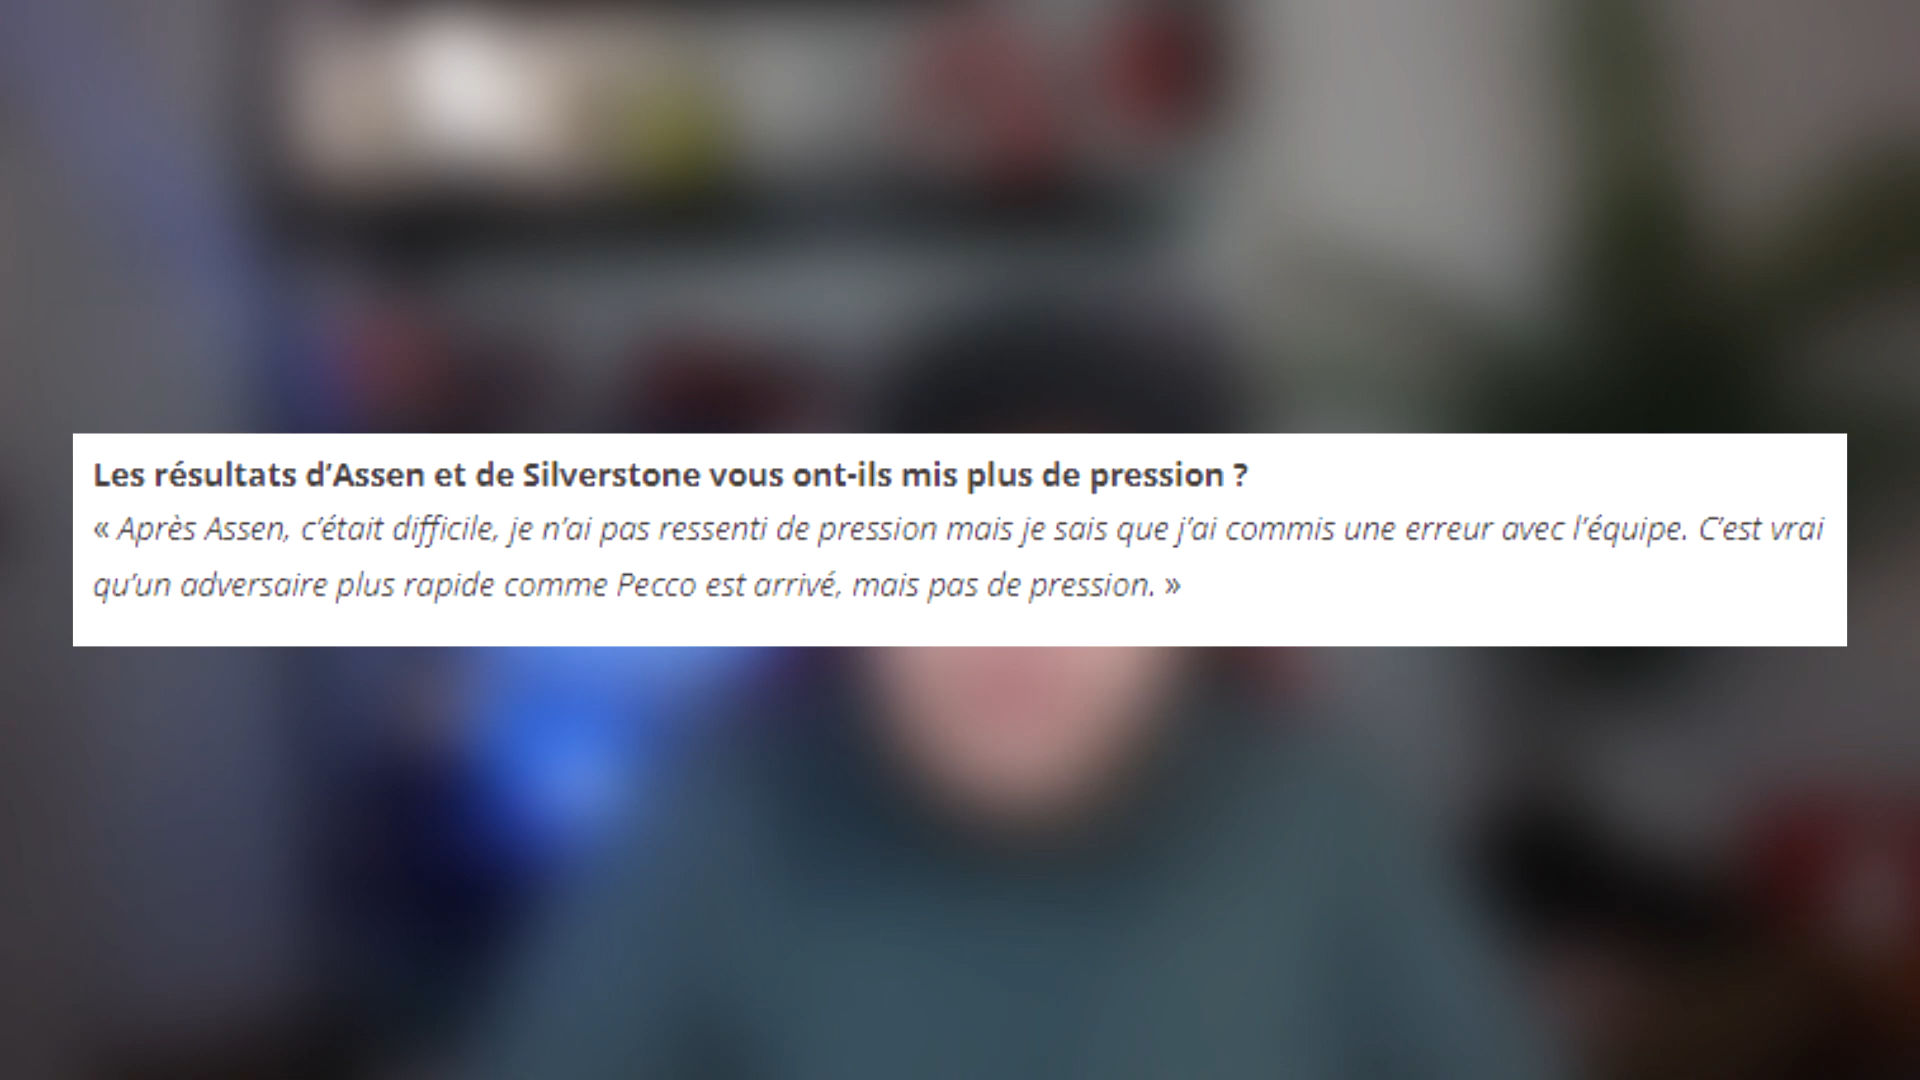 Les résultats d’Assen et de Silverstone vous ont-ils mis plus de pression ?
« Après Assen, c’était difficile, je n’ai pas ressenti de pression mais je sais que j’ai commis une erreur avec l’équipe. C’est vrai
qu’un adversaire plus rapide comme Pecco est arrivé, mais pas de pression. »